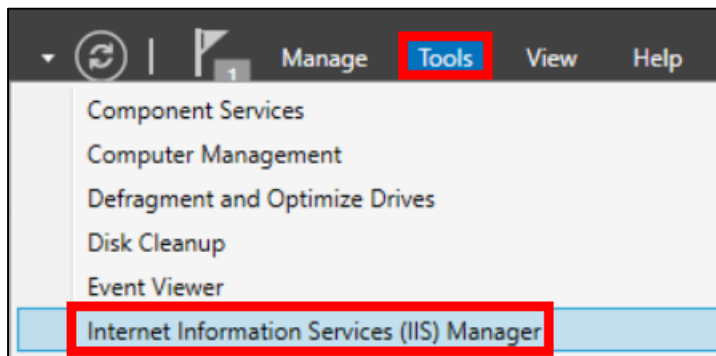 1 Manage Tools View Help
Component Services
Computer Management
Defragment and Optimize Drives
Disk Cleanup
Event Viewer
Internet Information Services (IIS) Manager